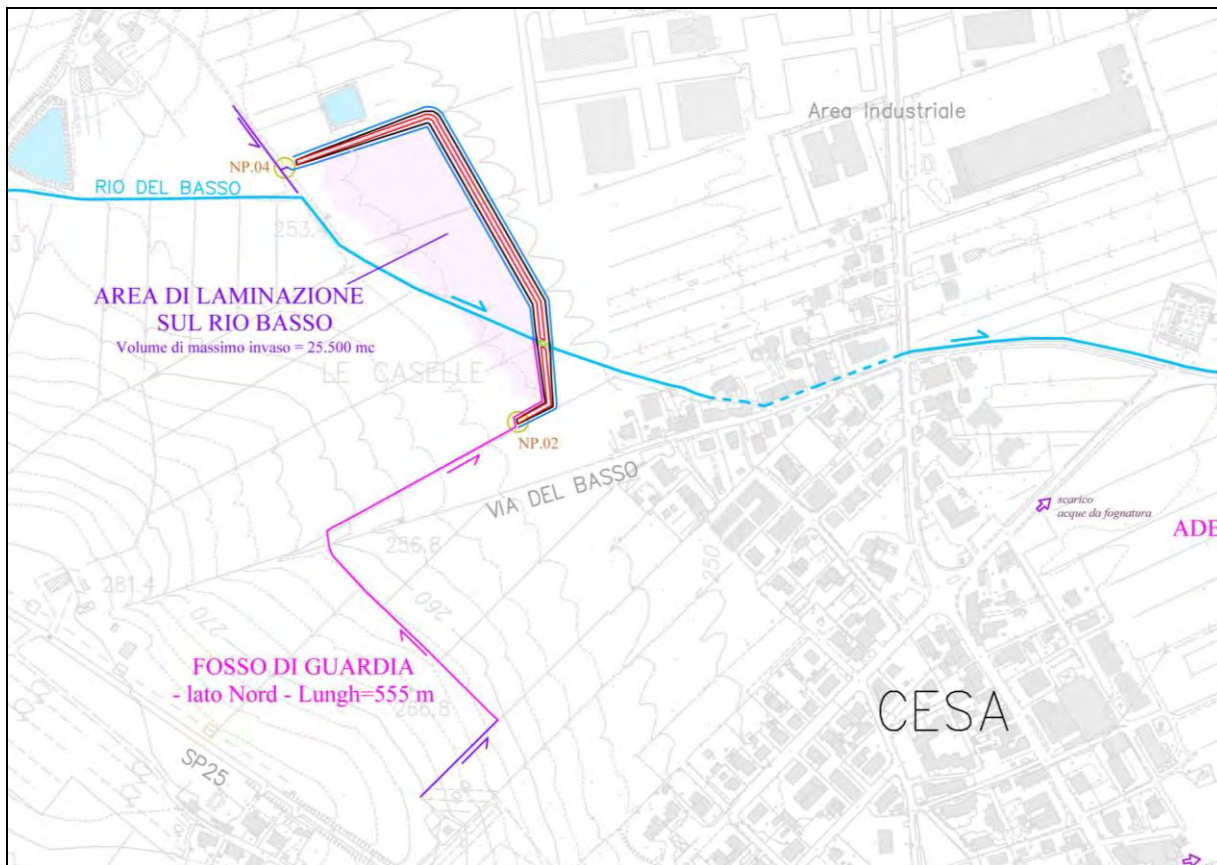 Area Industriale
NP.04
RIO DEL BASSO
253.4
AREA DI LAMINAZIONE
SUL RIO BASSO
Volume di massimo invaso = 25.500 mc
LE CASELLE
NP.02
VIA DEL BASSO
scarico
acque da fognatura
256.8
250
281.4
270
260
FOSSO DI GUARDIA
- lato Nord - Lungh=555 m
266.8
CESA
SP25